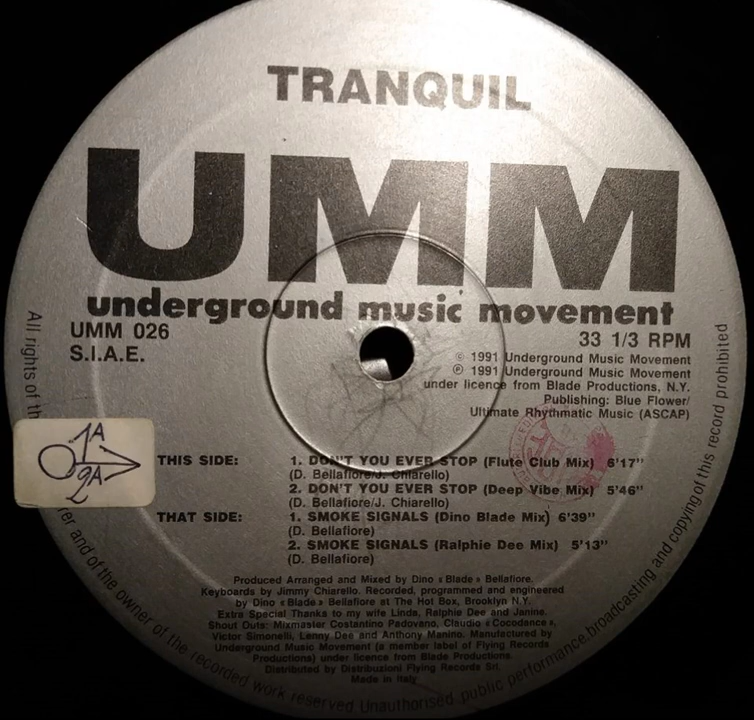 TRANQUIL
UMM
underground music movement
UMM 026
S.I.A.E.
33 1/3 RPM
© 1991 Underground Music Movement
℗ 1991 Underground Music Movement
under licence from Blade Productions, N.Y.
Publishing: Blue Flower/
Ultimate Rhythmatic Music (ASCAP)
1A
2A
THIS SIDE: 1. DON'T YOU EVER STOP (Flute Club Mix) 6'17"
(D. Bellafiore/J. Chiarello)
2. DON'T YOU EVER STOP (Deep Vibe Mix) 5'46"
(D. Bellafiore/J. Chiarello)
THAT SIDE: 1. SMOKE SIGNALS (Dino Blade Mix) 6'39"
(D. Bellafiore)
2. SMOKE SIGNALS (Ralphie Dee Mix) 5'13"
(D. Bellafiore)
Produced Arranged and Mixed by Dino «Blade» Bellafiore.
Keyboards by Jimmy Chiarello. Recorded, programmed and engineered
by Dino «Blade» Bellafiore at The Hot Box, Brooklyn N.Y.
Extra Special Thanks to my wife Linda, Ralphie Dee and Janine.
Shout Outs: Mixmaster Costantino Padovano, Claudio «Cocodance»,
Victor Simonelli, Lenny Dee and Anthony Manino. Manufactured by
Underground Music Movement (a member label of Flying Records
Productions) under licence from Blade Productions.
Distributed by Distribuzioni Flying Records Srl.
Made in Italy
All rights of and of the owner of the recorded work reserved Unauthorised public performance,broadcasting and copying of this record prohibited